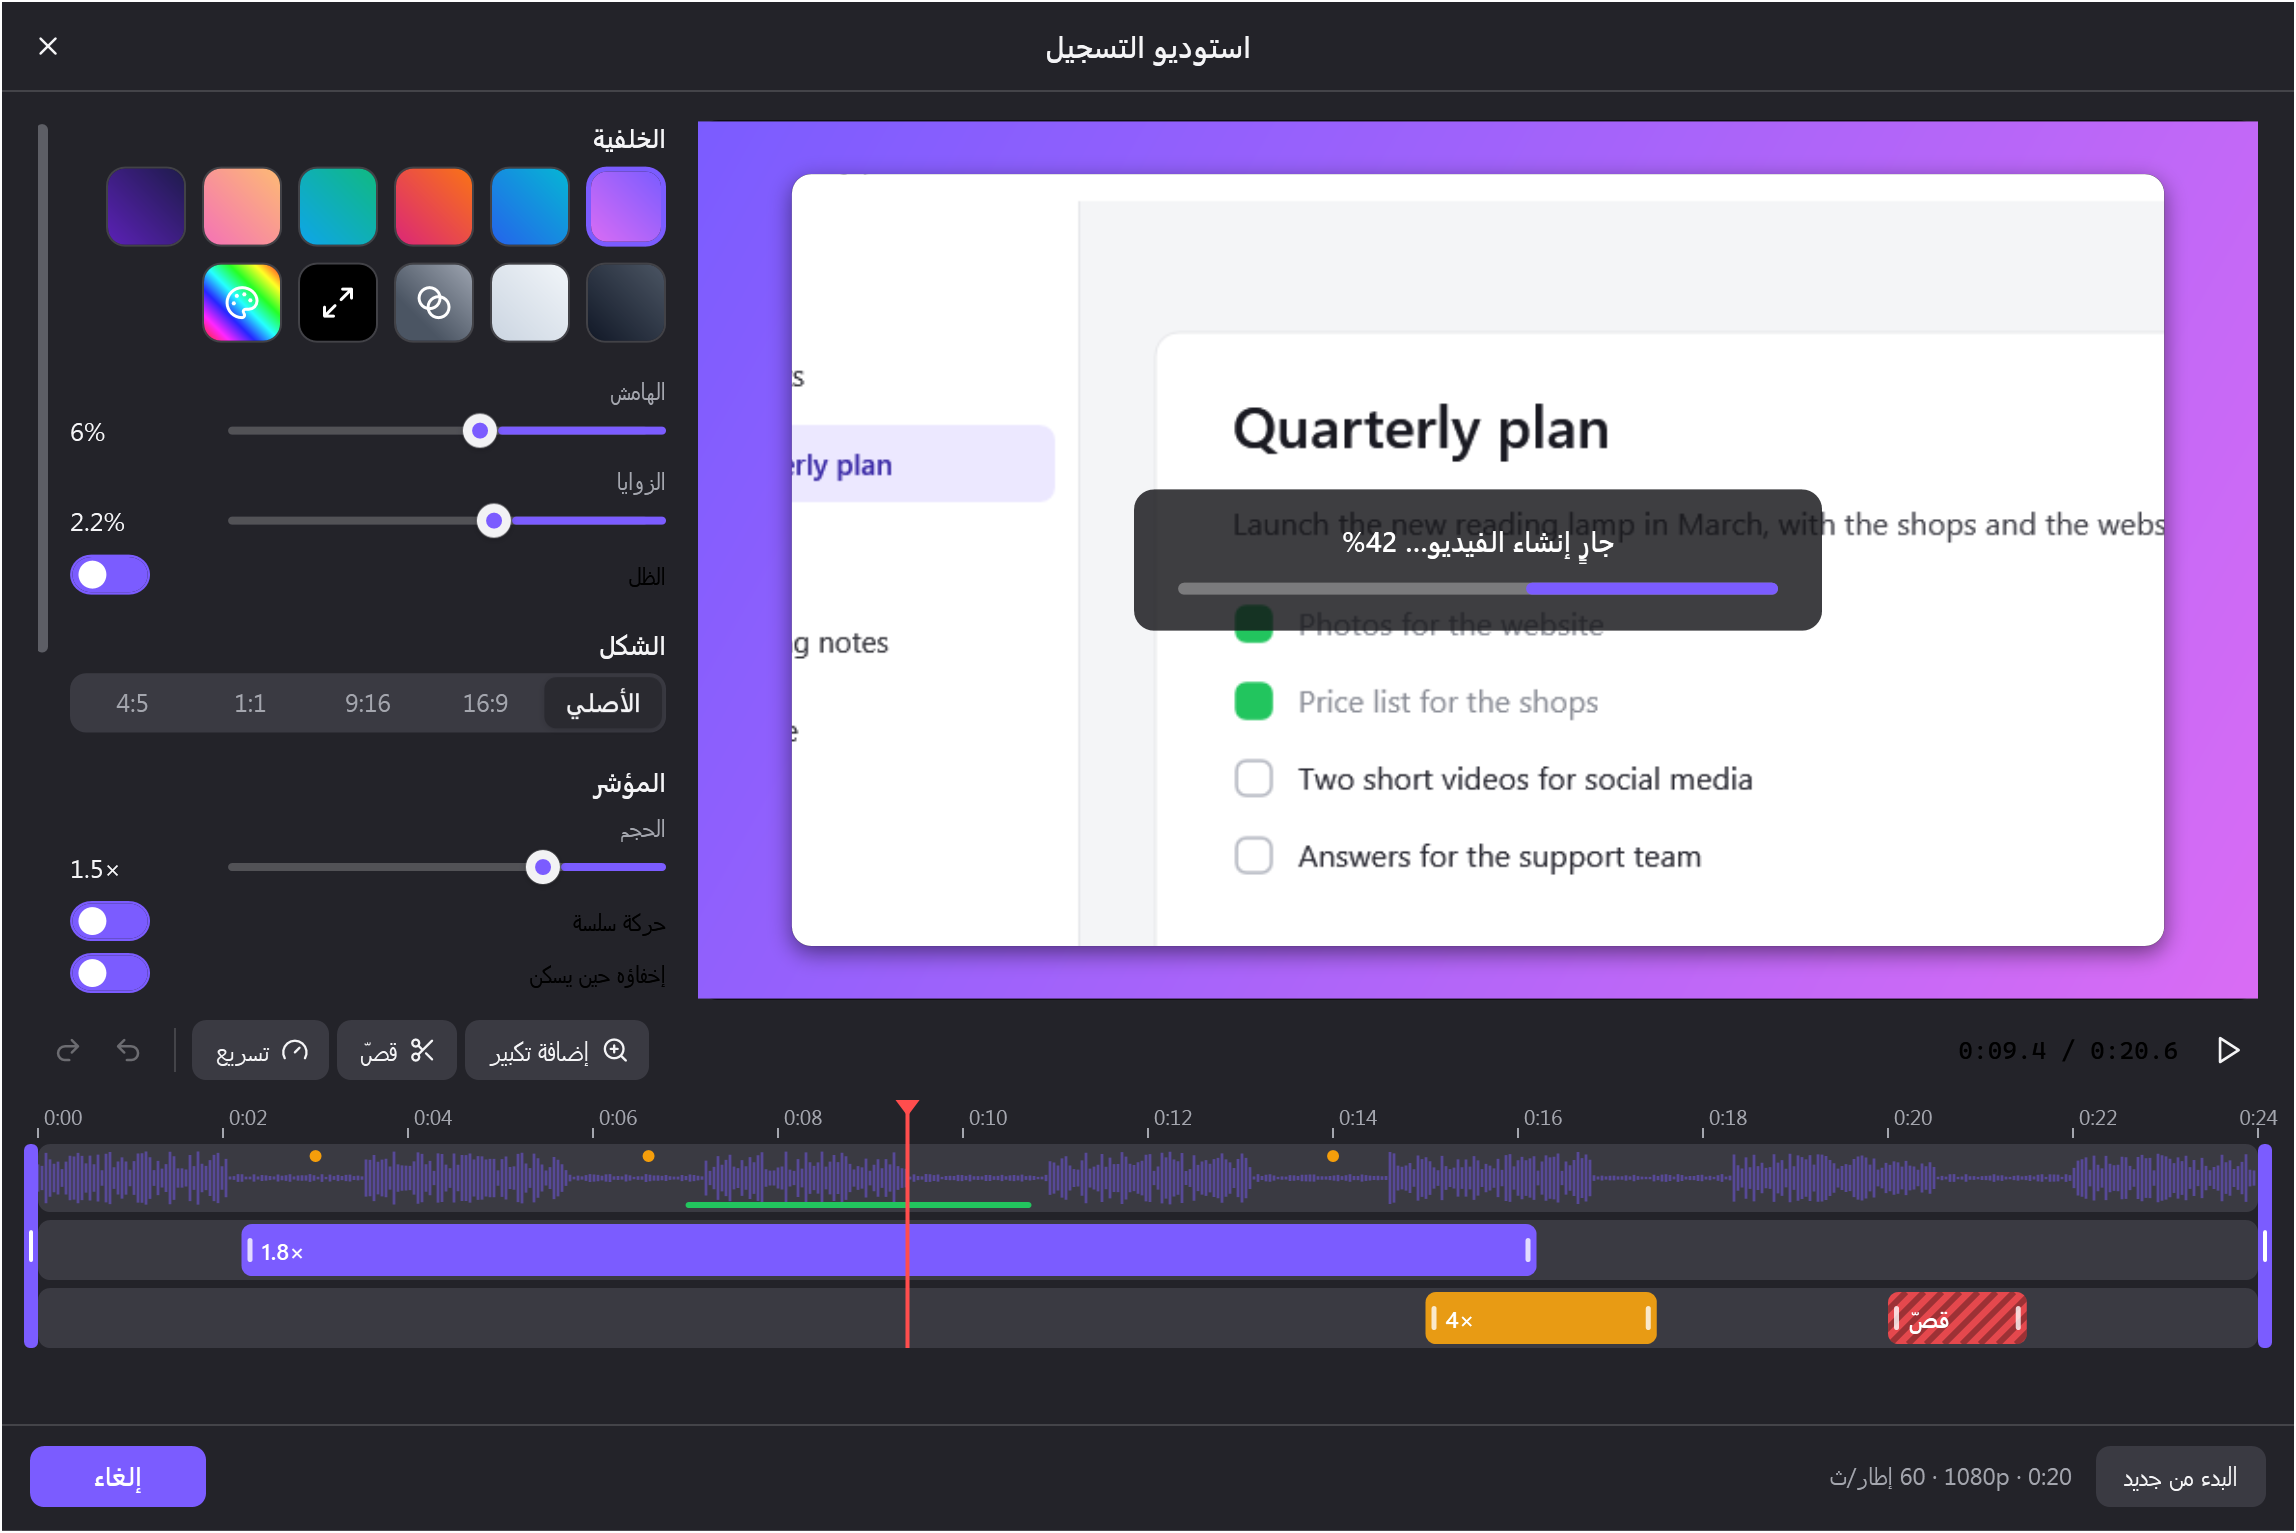 استوديو التسجيل
الخلفية
الهامش
6%
الزوايا
2.2%
الظل
الشكل
الأصلي 16:9 9:16 1:1 4:5
المؤشر
الحجم
1.5×
حركة سلسة
إخفاؤه حين يسكن
s
erly plan
g notes
e
Quarterly plan
Launch the new reading lamp in March, with the shops and the webs
جارٍ إنشاء الفيديو... 42%
Photos for the website
Price list for the shops
Two short videos for social media
Answers for the support team
0:09.4 / 0:20.6
إضافة تكبير
قصّ
تسريع
0:00 0:02 0:04 0:06 0:08 0:10 0:12 0:14 0:16 0:18 0:20 0:22 0:24
1.8×
4×
قصّ
البدء من جديد
0:20 · 1080p · 60 إطار/ث
إلغاء